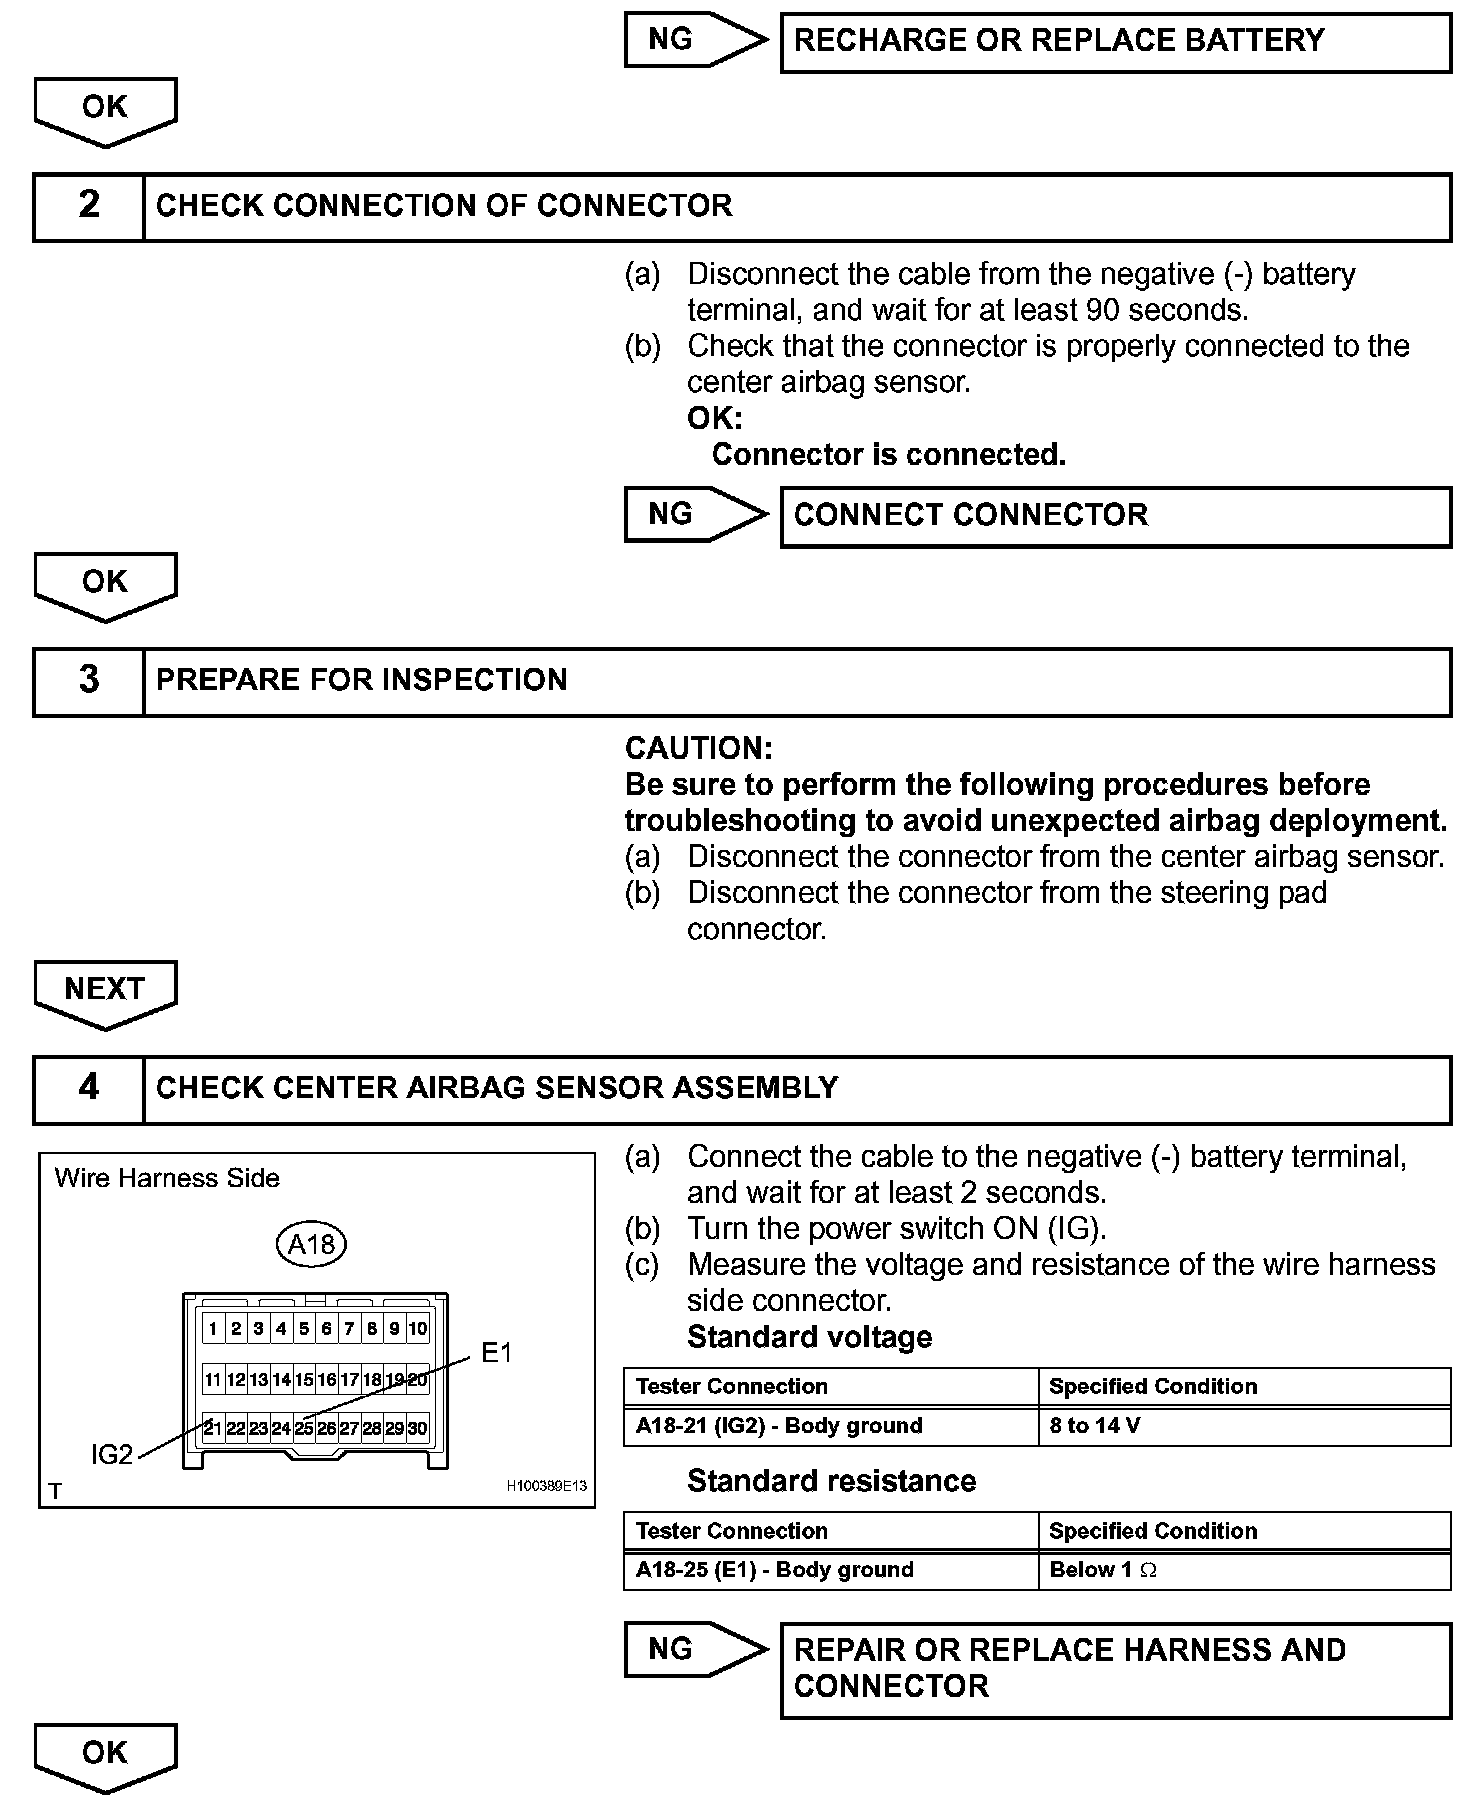 NG
RECHARGE OR REPLACE BATTERY
OK
2
CHECK CONNECTION OF CONNECTOR
(a) Disconnect the cable from the negative (-) battery
terminal, and wait for at least 90 seconds.
(b) Check that the connector is properly connected to the
center airbag sensor.
OK:
Connector is connected.
NG
CONNECT CONNECTOR
OK
3
PREPARE FOR INSPECTION
CAUTION:
Be sure to perform the following procedures before
troubleshooting to avoid unexpected airbag deployment.
(a) Disconnect the connector from the center airbag sensor.
(b) Disconnect the connector from the steering pad
connector.
NEXT
4
CHECK CENTER AIRBAG SENSOR ASSEMBLY
Wire Harness Side
A18
1 2 3 4 5 6 7 8 9 10
E1
11 12 13 14 15 16 17 18 19 20
21 22 23 24 25 26 27 28 29 30
IG2
T
H100389E13
(a) Connect the cable to the negative (-) battery terminal,
and wait for at least 2 seconds.
(b) Turn the power switch ON (IG).
(c) Measure the voltage and resistance of the wire harness
side connector.
Standard voltage
Tester Connection Specified Condition
A18-21 (IG2) - Body ground 8 to 14 V
Standard resistance
Tester Connection Specified Condition
A18-25 (E1) - Body ground Below 1 Ω
NG
REPAIR OR REPLACE HARNESS AND
CONNECTOR
OK